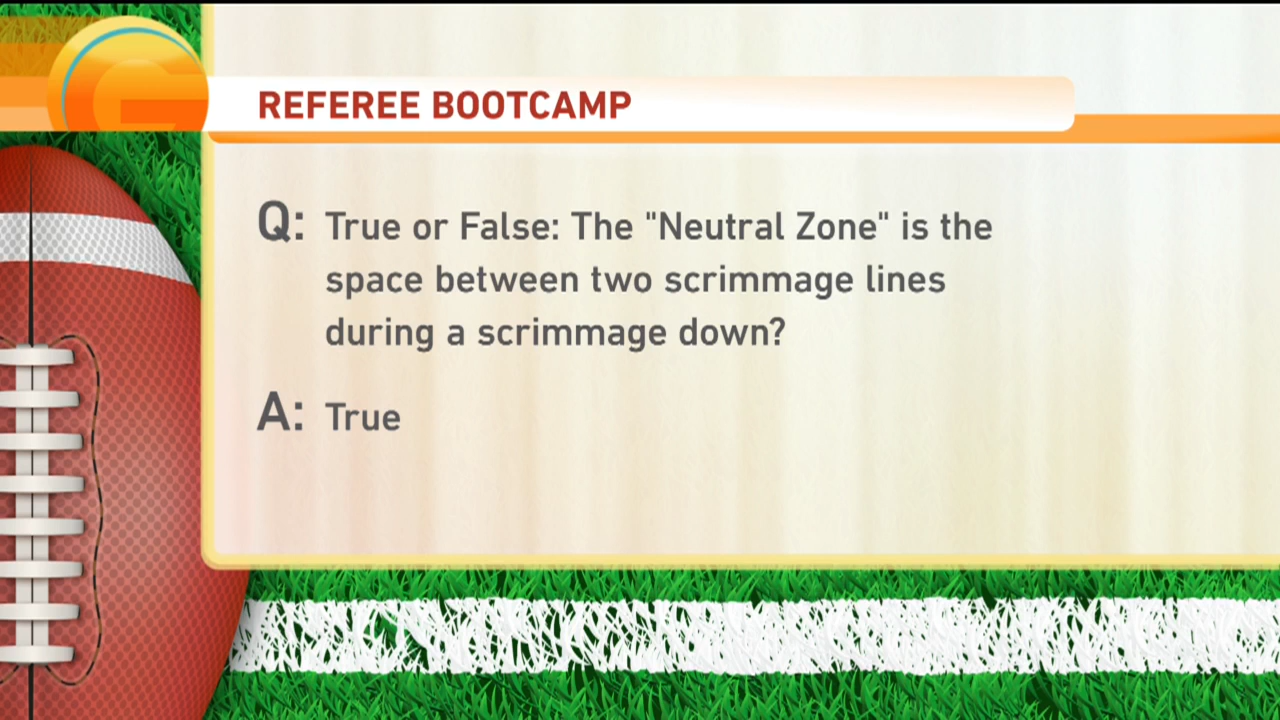 REFEREE BOOTCAMP
Q: True or False: The "Neutral Zone" is the
space between two scrimmage lines
during a scrimmage down?
A: True